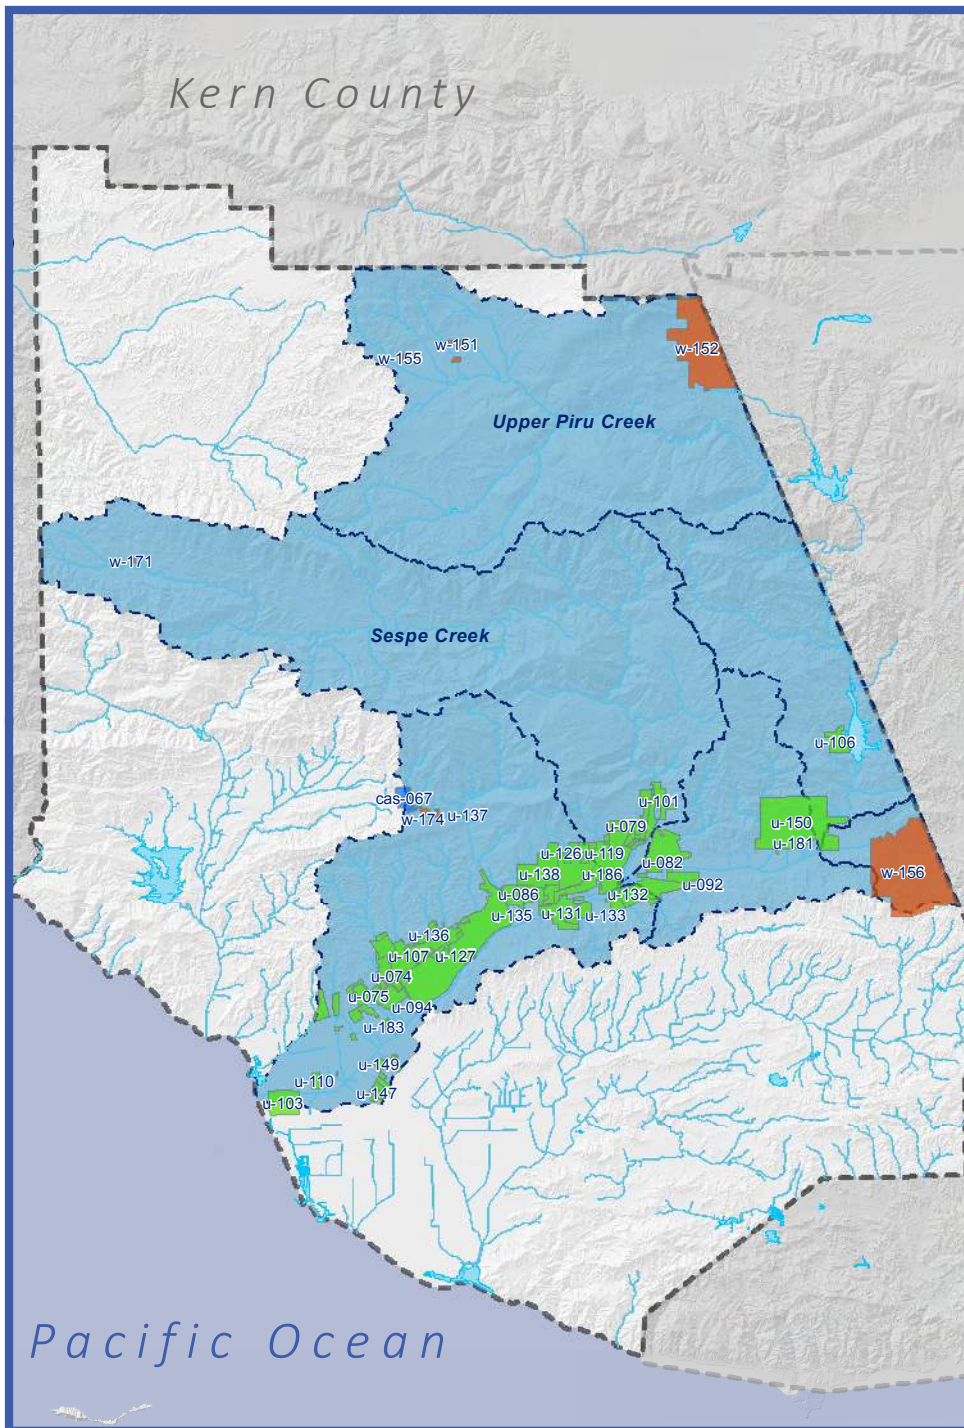 Kern County
w-151
w-152
w-155
Upper Piru Creek
w-171
Sespe Creek
u-106
cas-067
u-101
w-174
u-137
u-150
u-079
u-181
u-126
u-119
u-082
w-156
u-138
u-186
u-092
u-086
u-132
u-135
u-131
u-133
u-136
u-107
u-127
u-074
u-075
u-094
u-183
u-149
u-110
u-147
u-103
Pacific Ocean